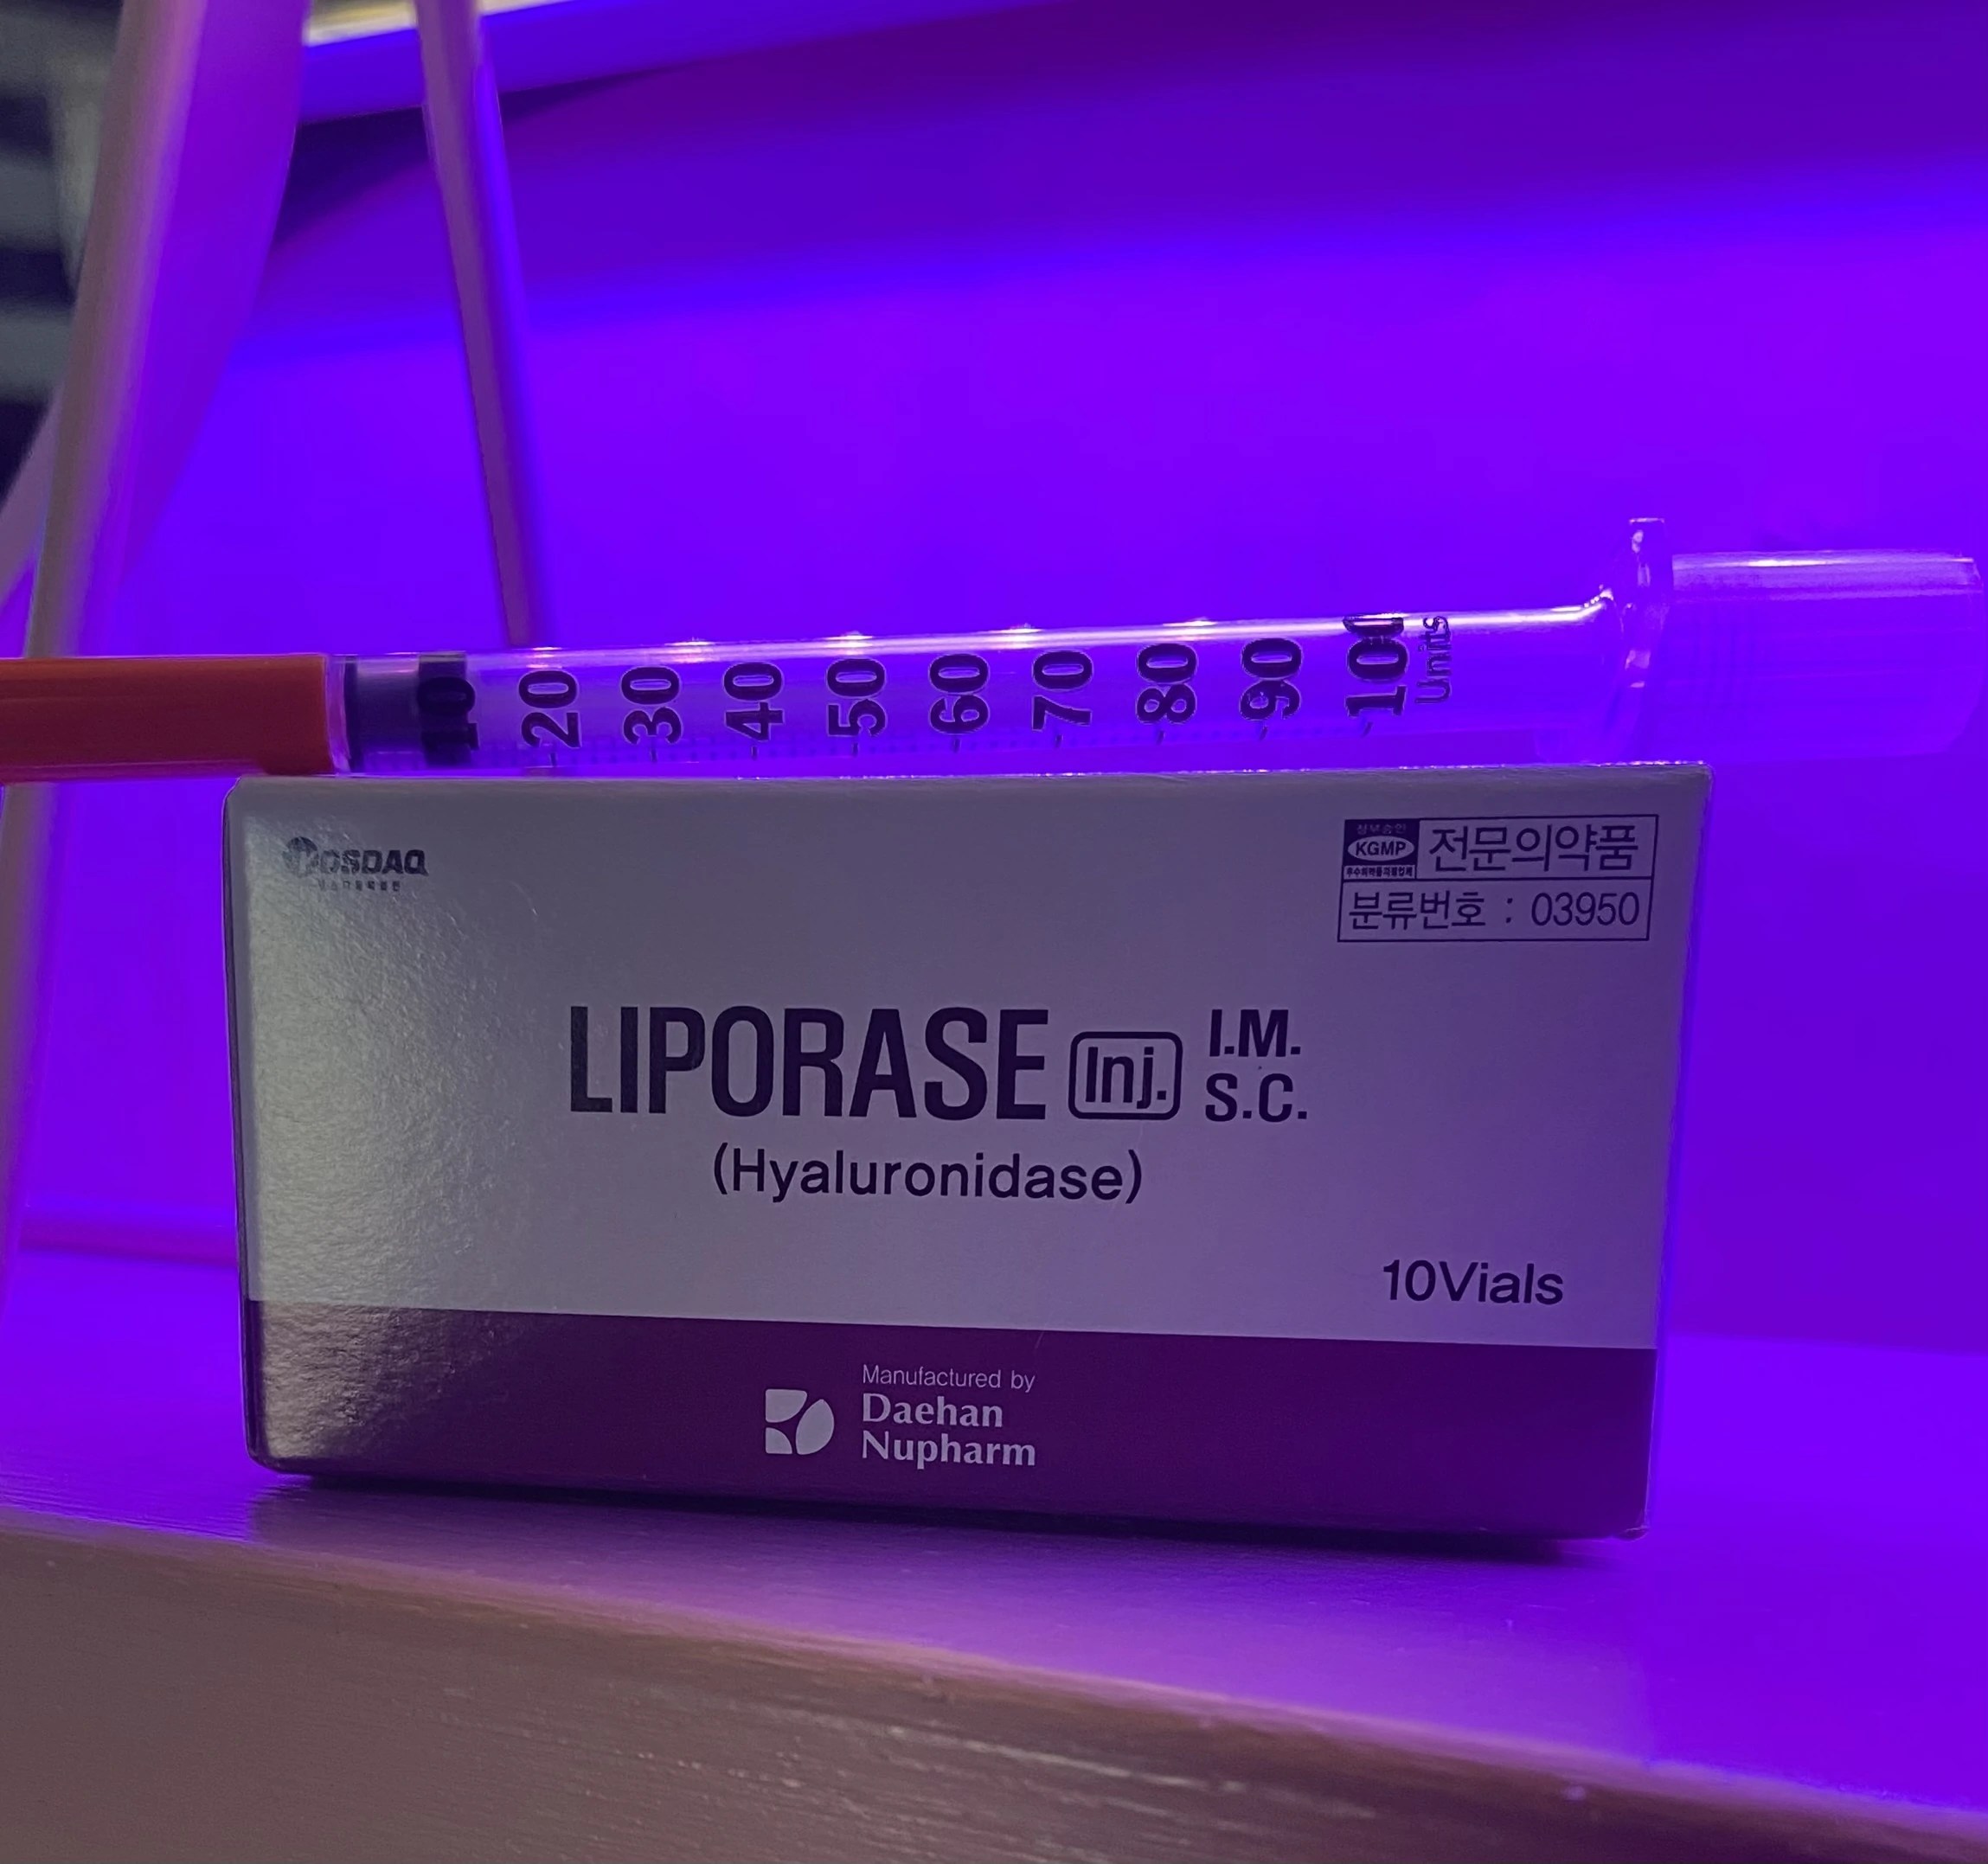 10 20 30 40 50 60 70 80 90 100
Units
KOSDAQ
KGMP
전문의약품
분류번호 : 03950
LIPORASE Inj. I.M.
S.C.
(Hyaluronidase)
10Vials
Manufactured by
Daehan
Nupharm